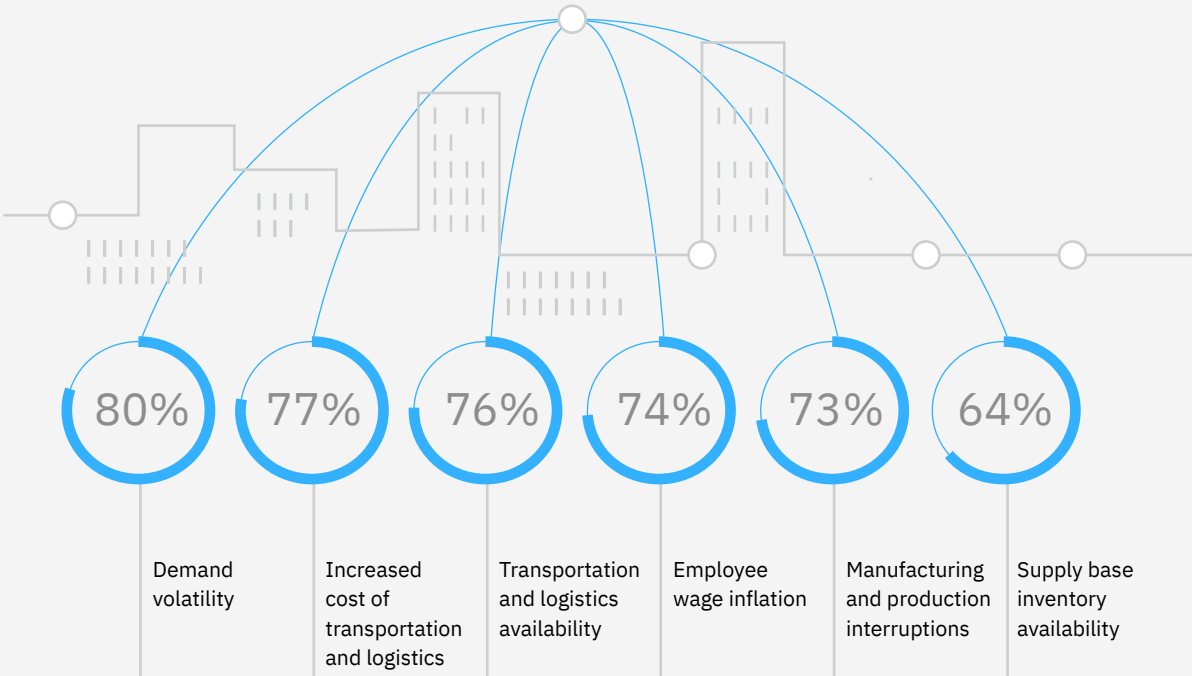 80%
77%
76%
74%
73%
64%
Demand
volatility
Increased
cost of
transportation
and logistics
Transportation
and logistics
availability
Employee
wage inflation
Manufacturing
and production
interruptions
Supply base
inventory
availability